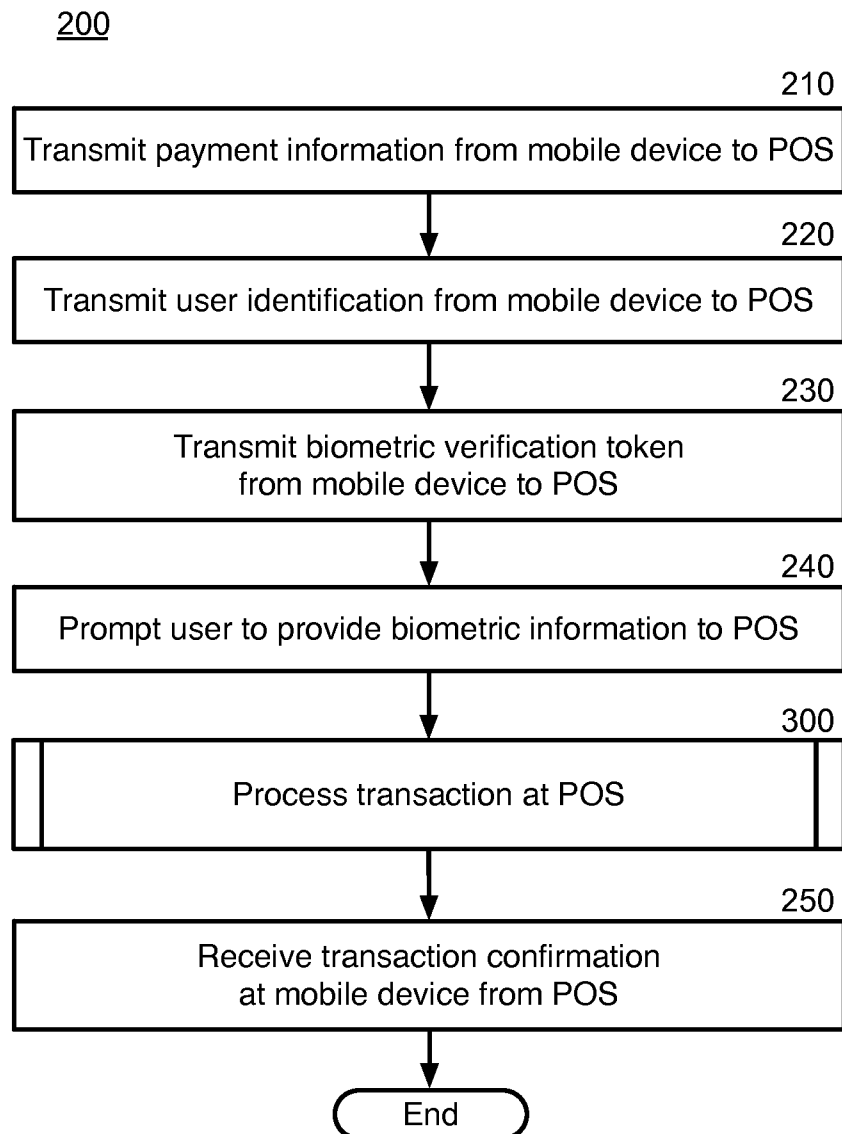 200
210
Transmit payment information from mobile device to POS
220
Transmit user identification from mobile device to POS
230
Transmit biometric verification token
from mobile device to POS
240
Prompt user to provide biometric information to POS
300
Process transaction at POS
250
Receive transaction confirmation
at mobile device from POS
End